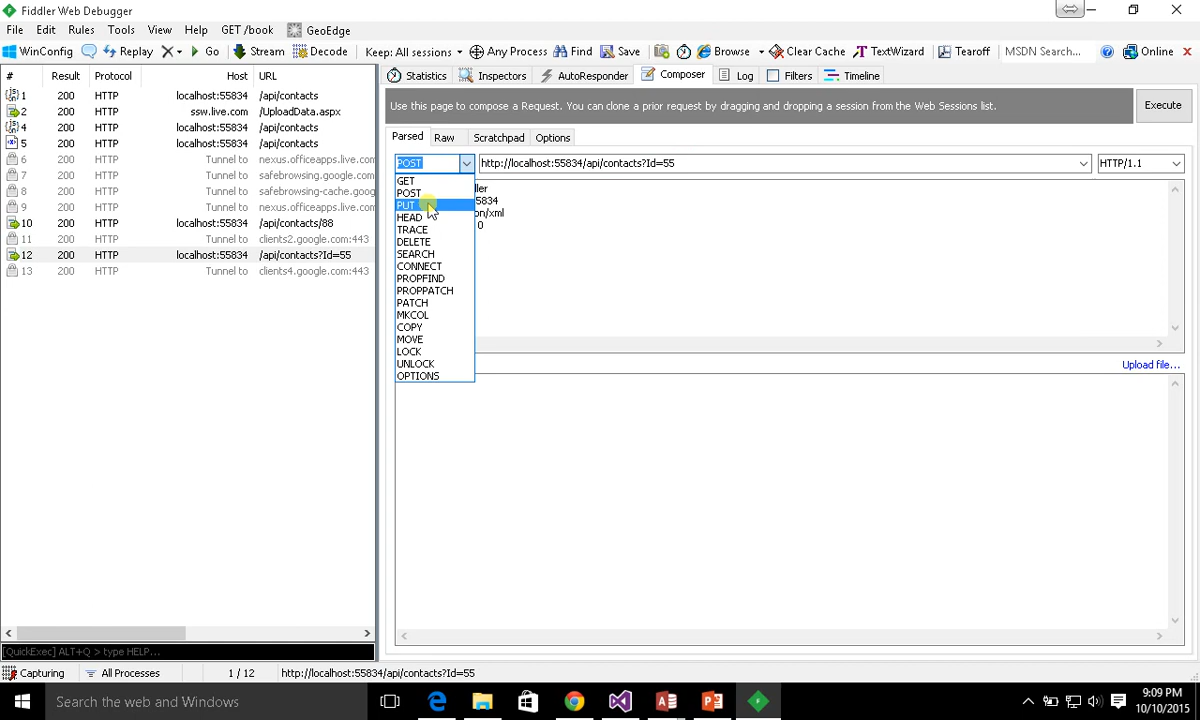 Fiddler Web Debugger
File Edit Rules Tools View Help GET /book GeoEdge
WinConfig Replay Go Stream Decode Keep: All sessions Any Process Find Save Browse Clear Cache TextWizard Tearoff MSDN Search... Online
# Result Protocol Host URL
1 200 HTTP localhost:55834 /api/contacts
2 200 HTTP ssw.live.com /UploadData.aspx
4 200 HTTP localhost:55834 /api/contacts
5 200 HTTP localhost:55834 /api/contacts
6 200 HTTP Tunnel to nexus.officeapps.live.com
7 200 HTTP Tunnel to safebrowsing.google.com
8 200 HTTP Tunnel to safebrowsing-cache.goog
9 200 HTTP Tunnel to nexus.officeapps.live.com
10 200 HTTP localhost:55834 /api/contacts/88
11 200 HTTP Tunnel to clients2.google.com:443
12 200 HTTP localhost:55834 /api/contacts?Id=55
13 200 HTTP Tunnel to clients4.google.com:443
Statistics Inspectors AutoResponder Composer Log Filters Timeline
Use this page to compose a Request. You can clone a prior request by dragging and dropping a session from the Web Sessions list.
Execute
Parsed Raw Scratchpad Options
POST http://localhost:55834/api/contacts?Id=55 HTTP/1.1
GET
POST
PUT
HEAD
TRACE
DELETE
SEARCH
CONNECT
PROPFIND
PROPPATCH
PATCH
MKCOL
COPY
MOVE
LOCK
UNLOCK
OPTIONS
ller
5834
on/xml
0
Upload file...
[QuickExec] ALT+Q > type HELP...
Capturing All Processes 1 / 12 http://localhost:55834/api/contacts?Id=55
Search the web and Windows
9:09 PM
10/10/2015